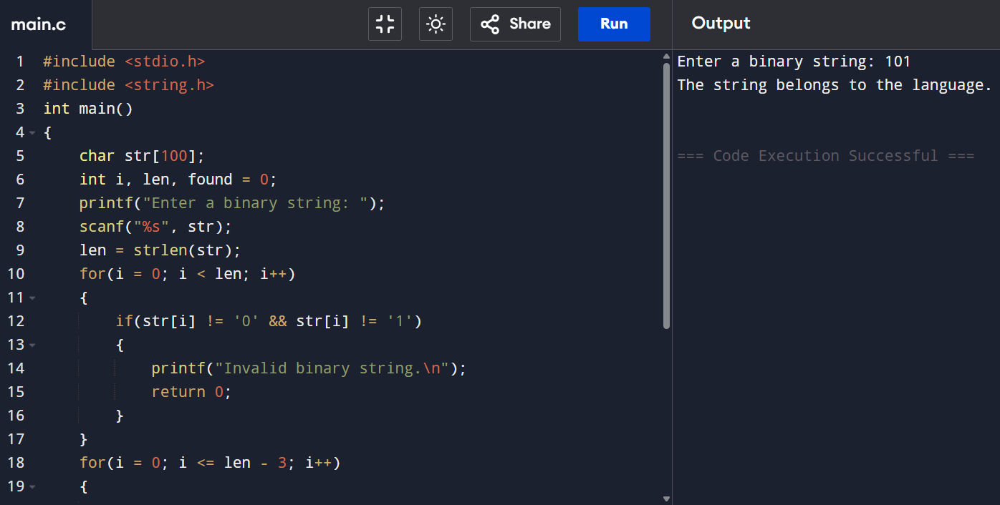 main.c
Share
Run
Output
1 #include <stdio.h>
2 #include <string.h>
3 int main()
4 {
5     char str[100];
6     int i, len, found = 0;
7     printf("Enter a binary string: ");
8     scanf("%s", str);
9     len = strlen(str);
10     for(i = 0; i < len; i++)
11     {
12         if(str[i] != '0' && str[i] != '1')
13         {
14             printf("Invalid binary string.\n");
15             return 0;
16         }
17     }
18     for(i = 0; i <= len - 3; i++)
19     {
Enter a binary string: 101
The string belongs to the language.
=== Code Execution Successful ===